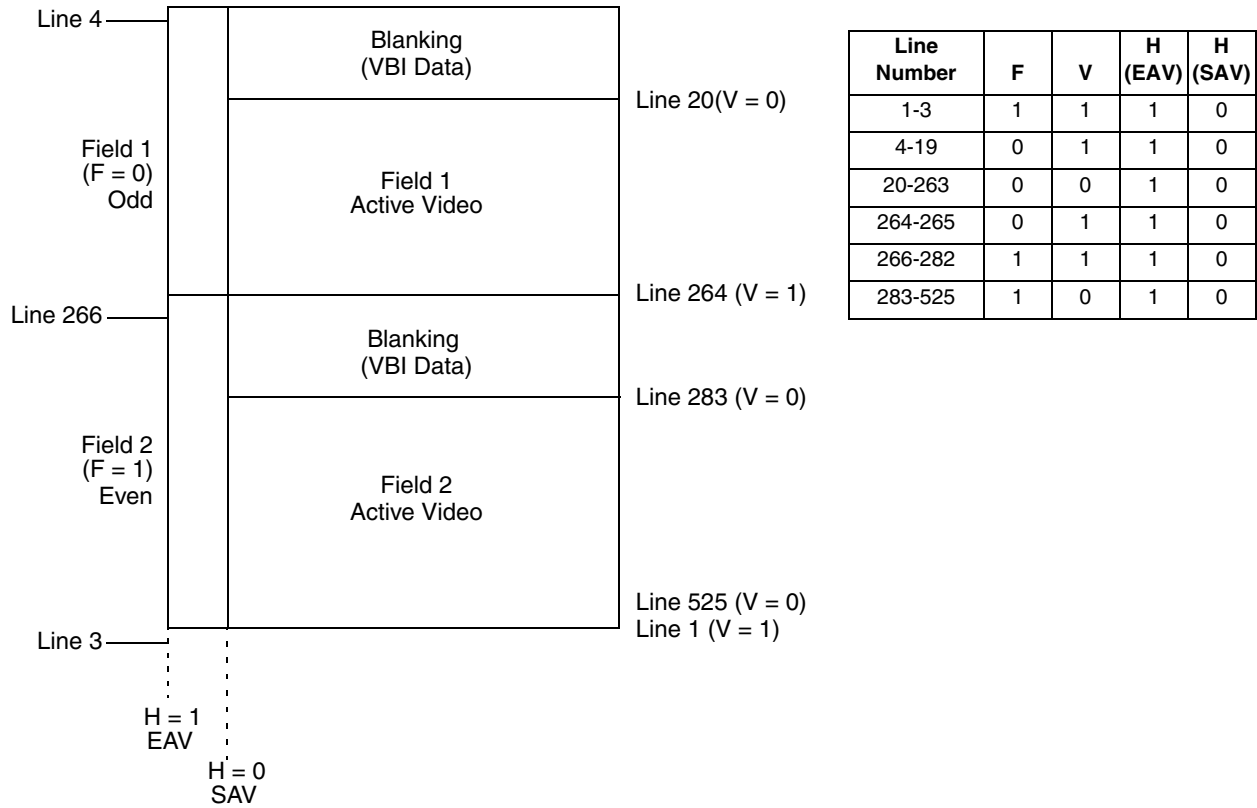 Line 4
Blanking
(VBI Data)
Line 20(V = 0)
Field 1
(F = 0)
Odd
Field 1
Active Video
Line 264 (V = 1)
Line 266
Blanking
(VBI Data)
Line 283 (V = 0)
Field 2
(F = 1)
Even
Field 2
Active Video
Line 525 (V = 0)
Line 1 (V = 1)
Line 3
H = 1
EAV
H = 0
SAV
Line Number F V H (EAV) H (SAV)
1-3 1 1 1 0
4-19 0 1 1 0
20-263 0 0 1 0
264-265 0 1 1 0
266-282 1 1 1 0
283-525 1 0 1 0